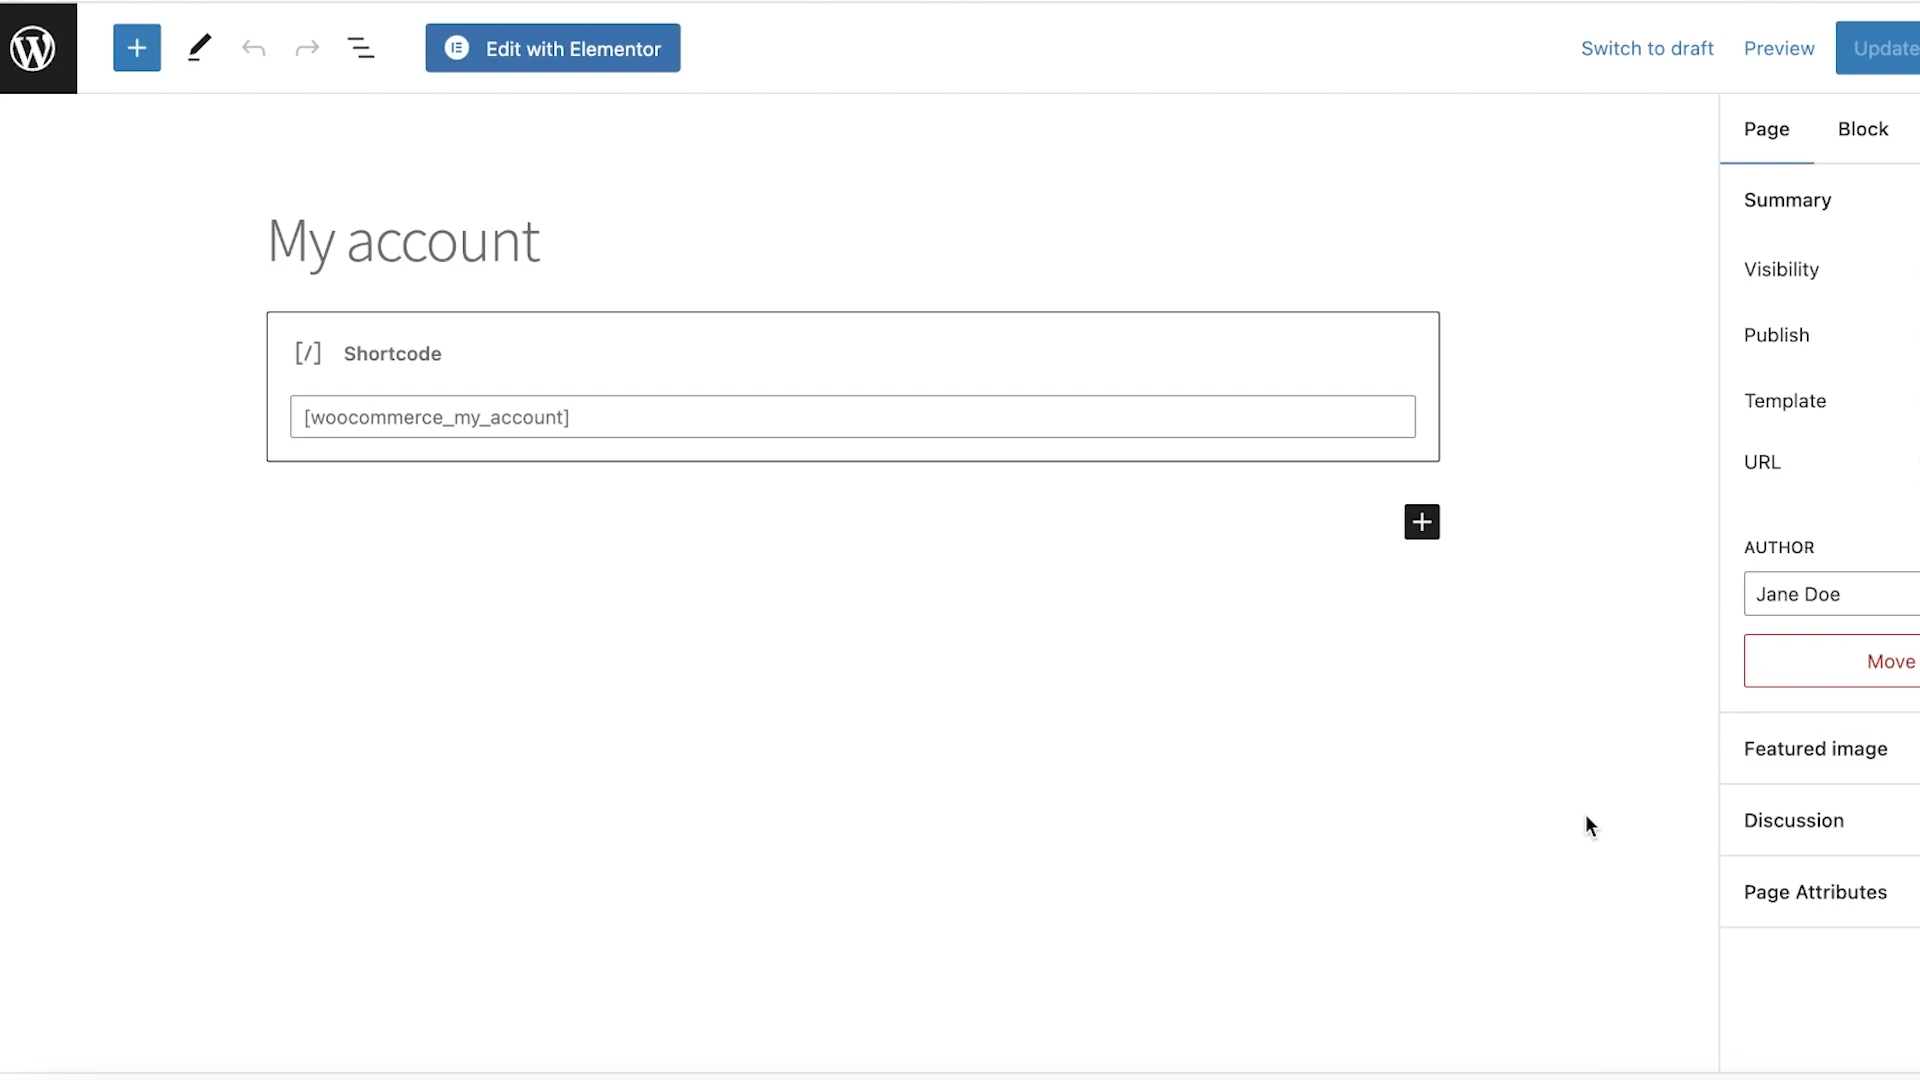 Edit with Elementor
Switch to draft
Preview
Update
Page
Block
My account
[/] Shortcode
[woocommerce_my_account]
Summary
Visibility
Publish
Template
URL
AUTHOR
Jane Doe
Move
Featured image
Discussion
Page Attributes